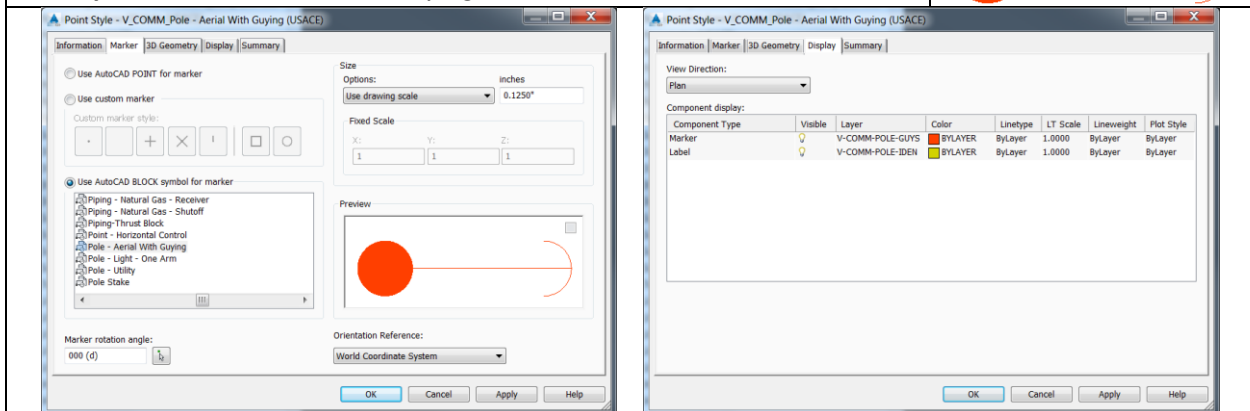 Point Style - V_COMM_Pole - Aerial With Guying (USACE)
Information Marker 3D Geometry Display Summary
Use AutoCAD POINT for marker
Use custom marker
Custom marker style:
Use AutoCAD BLOCK symbol for marker
Piping - Natural Gas - Receiver
Piping - Natural Gas - Shutoff
Piping-Thrust Block
Point - Horizontal Control
Pole - Aerial With Guying
Pole - Light - One Arm
Pole - Utility
Pole Stake
Marker rotation angle:
000 (d)
Size
Options: inches
Use drawing scale 0.1250"
Fixed Scale
X: Y: Z:
1 1 1
Preview
Orientation Reference:
World Coordinate System
OK Cancel Apply Help
Point Style - V_COMM_Pole - Aerial With Guying (USACE)
Information Marker 3D Geometry Display Summary
View Direction:
Plan
Component display:
Component Type Visible Layer Color Linetype LT Scale Lineweight Plot Style
Marker V-COMM-POLE-GUYS BYLAYER ByLayer 1.0000 ByLayer ByLayer
Label V-COMM-POLE-IDEN BYLAYER ByLayer 1.0000 ByLayer ByLayer
OK Cancel Apply Help